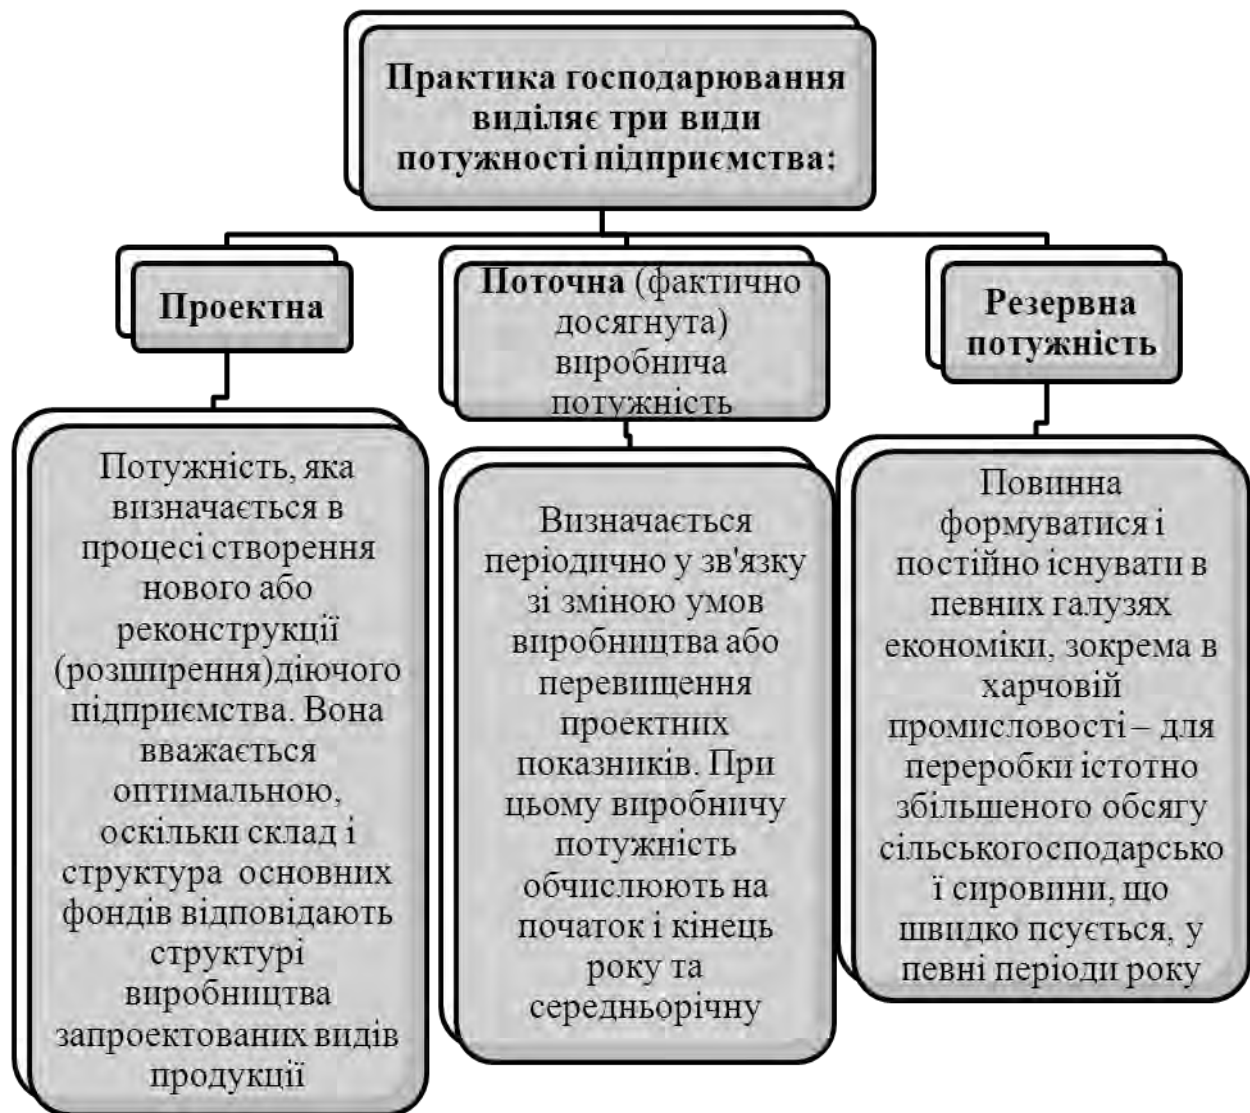 Практика господарювання
виділяє три види
потужності підприємства:
Проектна
Поточна (фактично
досягнута)
виробнича
потужність
Резервна
потужність
Потужність, яка
визначається в
процесі створення
нового або
реконструкції
(розширення)діючого
підприємства. Вона
вважається
оптимальною,
оскільки склад і
структура основних
фондів відповідають
структурі
виробництва
запроектованих видів
продукції
Визначається
періодично у зв'язку
зі зміною умов
виробництва або
перевищення
проектних
показників. При
цьому виробничу
потужність
обчислюють на
початок і кінець
року та
середньорічну
Повинна
формуватися і
постійно існувати в
певних галузях
економіки, зокрема в
харчовій
промисловості – для
переробки істотно
збільшеного обсягу
сільськогосподарсько
ї сировини, що
швидко псується, у
певні періоди року